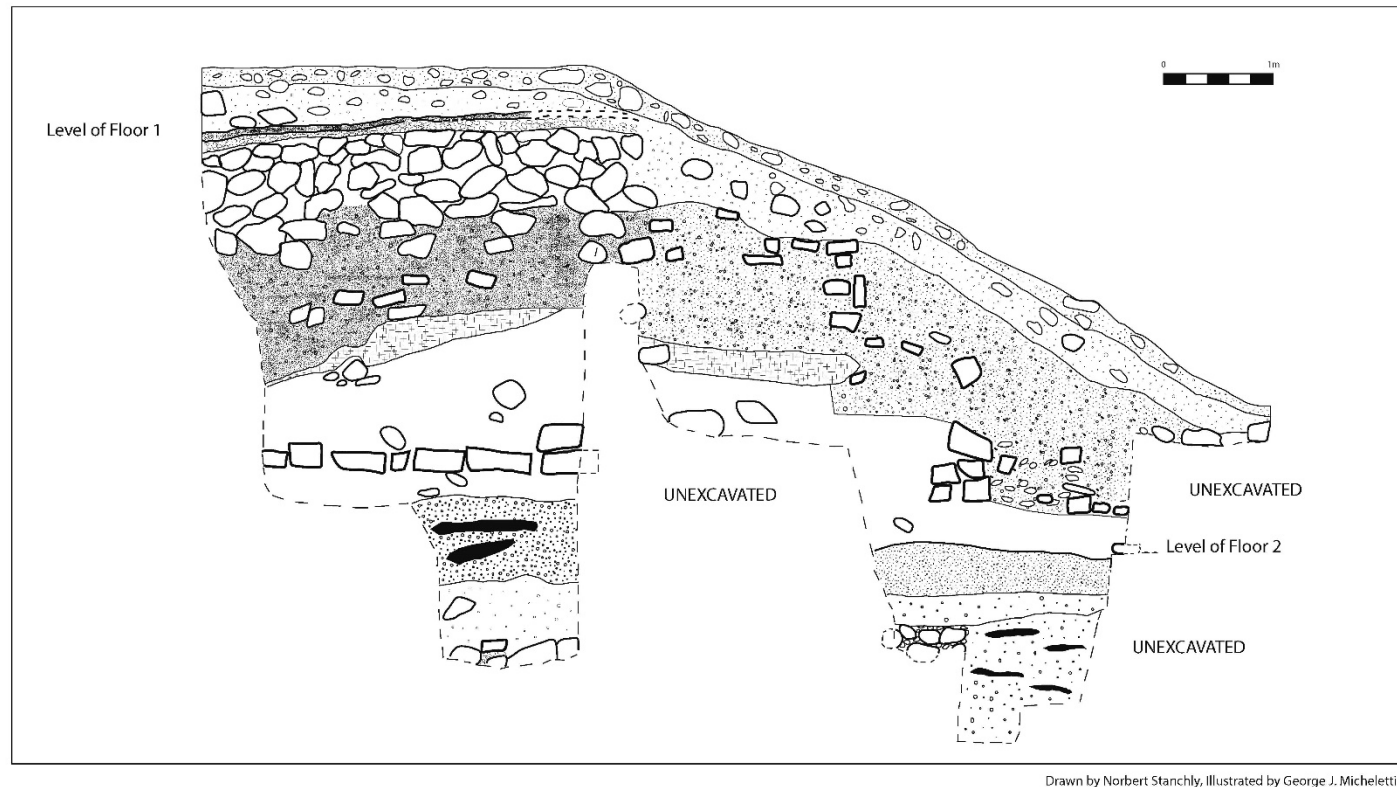 0 1m
Level of Floor 1
UNEXCAVATED
UNEXCAVATED
Level of Floor 2
UNEXCAVATED
Drawn by Norbert Stanchly, Illustrated by George J. Micheletti